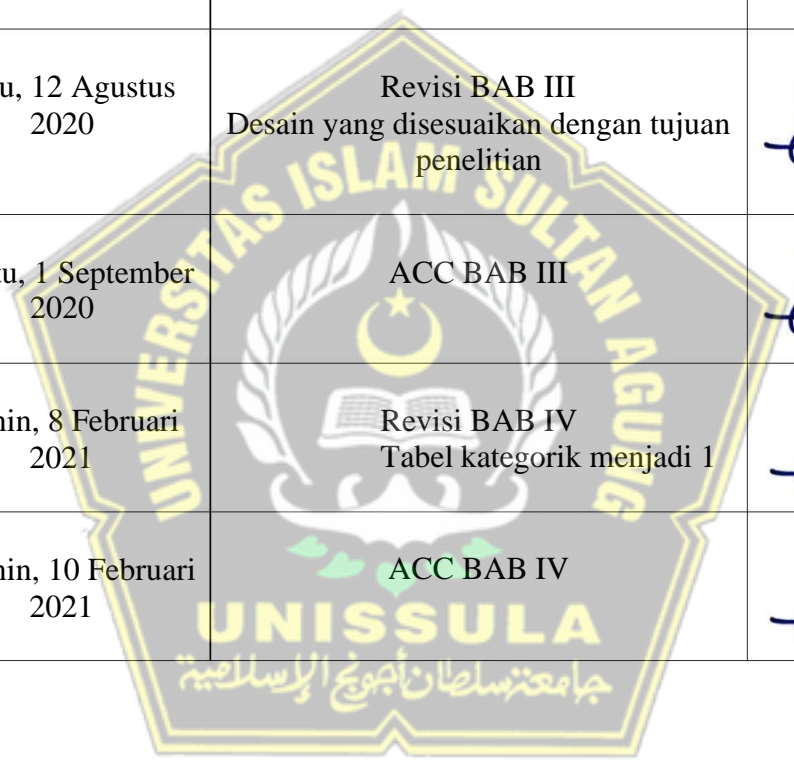 u, 12 Agustus
2020
Revisi BAB III
Desain yang disesuaikan dengan tujuan
penelitian
tu, 1 September
2020
ACC BAB III
nin, 8 Februari
2021
Revisi BAB IV
Tabel kategorik menjadi 1
nin, 10 Februari
2021
ACC BAB IV
UNIVERSITAS ISLAM SULTAN AGUNG
UNISSULA
جامعتسلطان أجونج الإسلامية